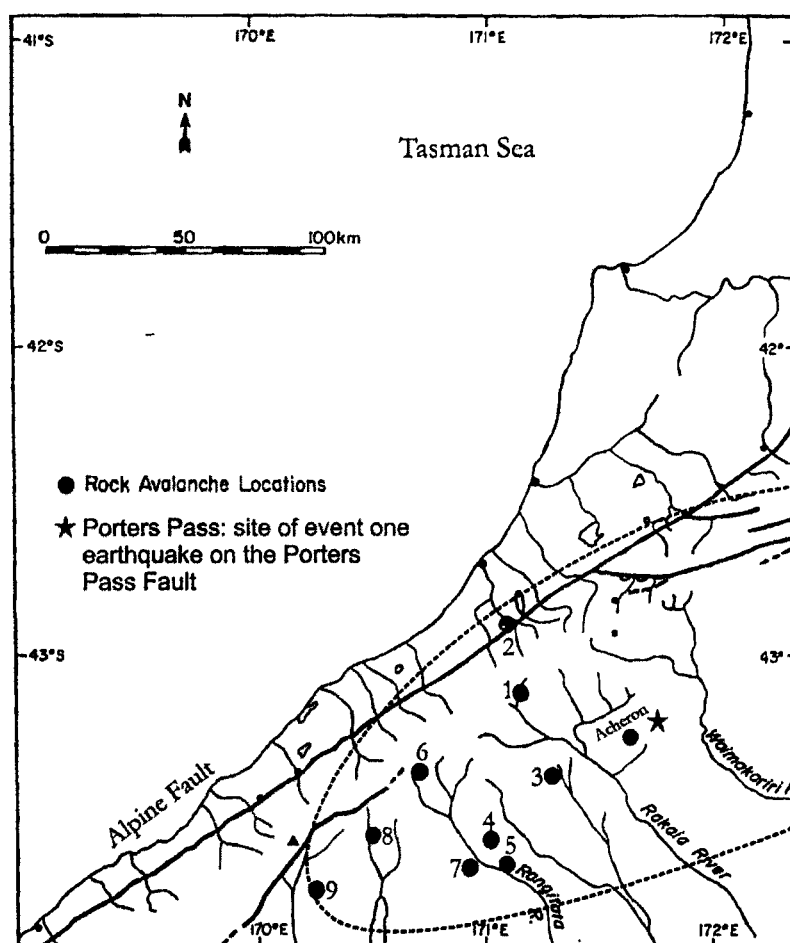 170°E 171°E 172°E
41°S
N
Tasman Sea
0 50 100km
42°S 42°
Rock Avalanche Locations
Porters Pass: site of event one
earthquake on the Porters
Pass Fault
2
43°S 43°
1
Acheron
Waimakariri R
6
3
Alpine Fault
Rakaia River
4
8
5
7
Rangitata
9
?
170°E 171°E 172°E